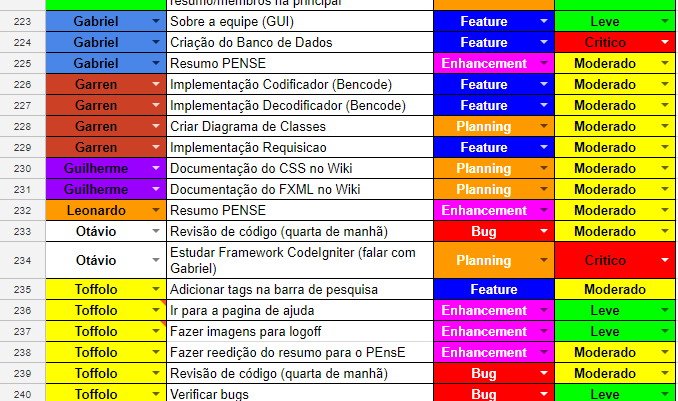 resumo/membros na principal
223 Gabriel Sobre a equipe (GUI) Feature Leve
224 Gabriel Criação do Banco de Dados Feature Crítico
225 Gabriel Resumo PENSE Enhancement Moderado
226 Garren Implementação Codificador (Bencode) Feature Moderado
227 Garren Implementação Decodificador (Bencode) Feature Moderado
228 Garren Criar Diagrama de Classes Planning Moderado
229 Garren Implementação Requisicao Feature Moderado
230 Guilherme Documentação do CSS no Wiki Planning Moderado
231 Guilherme Documentação do FXML no Wiki Planning Moderado
232 Leonardo Resumo PENSE Enhancement Moderado
233 Otávio Revisão de código (quarta de manhã) Bug Moderado
234 Otávio Estudar Framework CodeIgniter (falar com Gabriel) Planning Crítico
235 Toffolo Adicionar tags na barra de pesquisa Feature Moderado
236 Toffolo Ir para a pagina de ajuda Enhancement Leve
237 Toffolo Fazer imagens para logoff Enhancement Leve
238 Toffolo Fazer reedição do resumo para o PEnsE Enhancement Moderado
239 Toffolo Revisão de código (quarta de manhã) Bug Moderado
240 Toffolo Verificar bugs Bug Leve